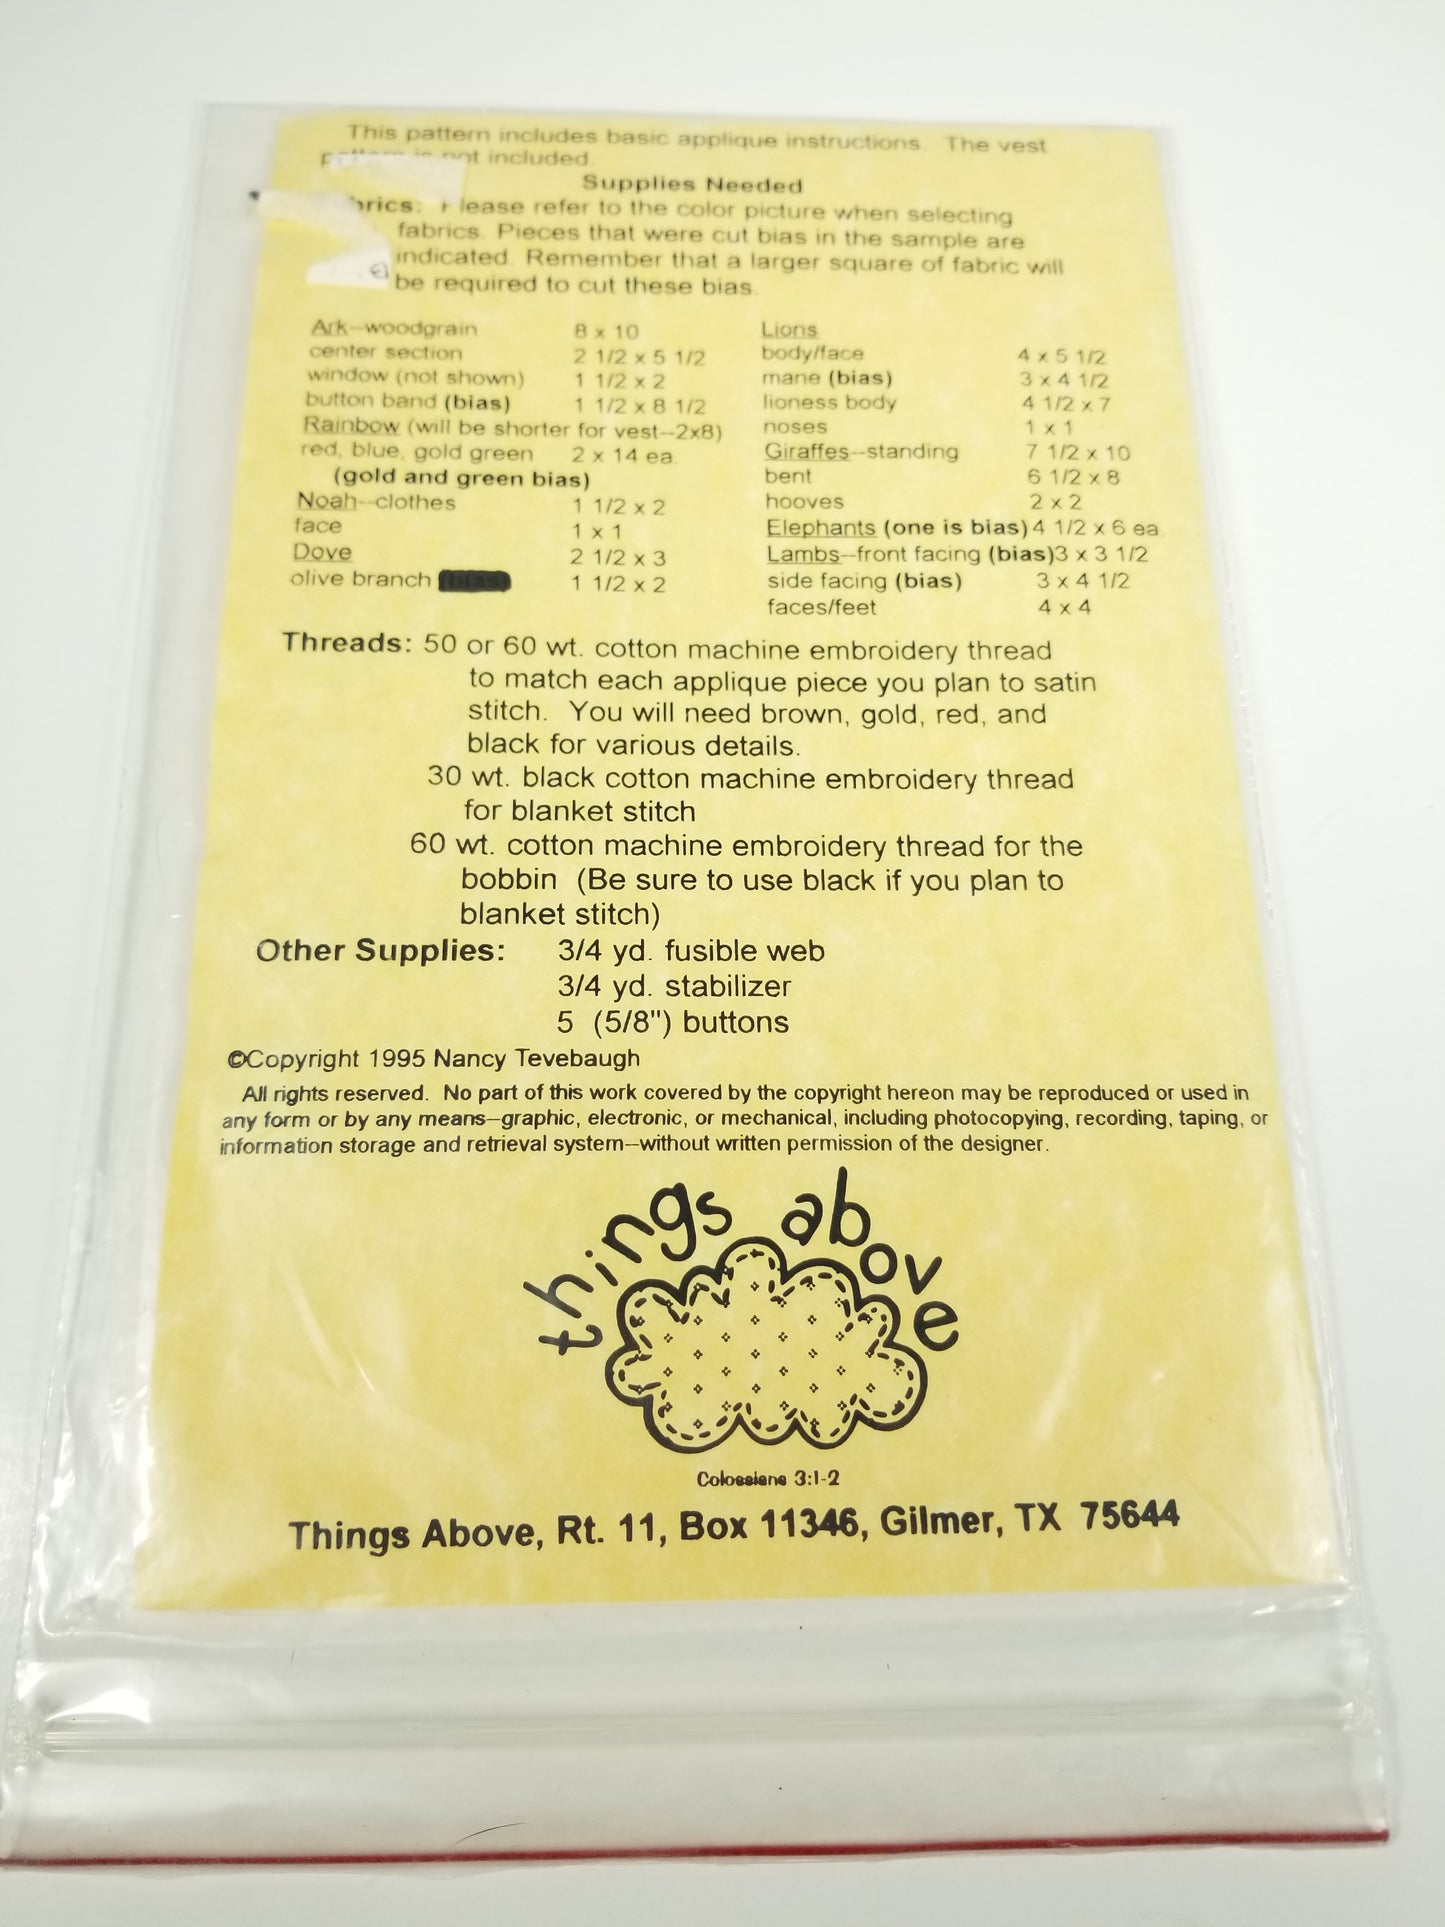 This pattern includes basic applique instructions. The vest
pattern is not included.
Supplies Needed
brics: Please refer to the color picture when selecting
fabrics. Pieces that were cut bias in the sample are
indicated. Remember that a larger square of fabric will
be required to cut these bias.
Ark--woodgrain 8 x 10
center section 2 1/2 x 5 1/2
window (not shown) 1 1/2 x 2
button band (bias) 1 1/2 x 8 1/2
Rainbow (will be shorter for vest--2x8)
red, blue, gold green 2 x 14 ea.
(gold and green bias)
Noah--clothes 1 1/2 x 2
face 1 x 1
Dove 2 1/2 x 3
olive branch 1 1/2 x 2
Lions
body/face 4 x 5 1/2
mane (bias) 3 x 4 1/2
lioness body 4 1/2 x 7
noses 1 x 1
Giraffes--standing 7 1/2 x 10
bent 6 1/2 x 8
hooves 2 x 2
Elephants (one is bias) 4 1/2 x 6 ea.
Lambs--front facing (bias)3 x 3 1/2
side facing (bias) 3 x 4 1/2
faces/feet 4 x 4
Threads: 50 or 60 wt. cotton machine embroidery thread
to match each applique piece you plan to satin
stitch. You will need brown, gold, red, and
black for various details.
30 wt. black cotton machine embroidery thread
for blanket stitch
60 wt. cotton machine embroidery thread for the
bobbin (Be sure to use black if you plan to
blanket stitch)
Other Supplies: 3/4 yd. fusible web
3/4 yd. stabilizer
5 (5/8") buttons
©Copyright 1995 Nancy Tevebaugh
All rights reserved. No part of this work covered by the copyright hereon may be reproduced or used in
any form or by any means--graphic, electronic, or mechanical, including photocopying, recording, taping, or
information storage and retrieval system--without written permission of the designer.
things above
Colossians 3:1-2
Things Above, Rt. 11, Box 11346, Gilmer, TX 75644